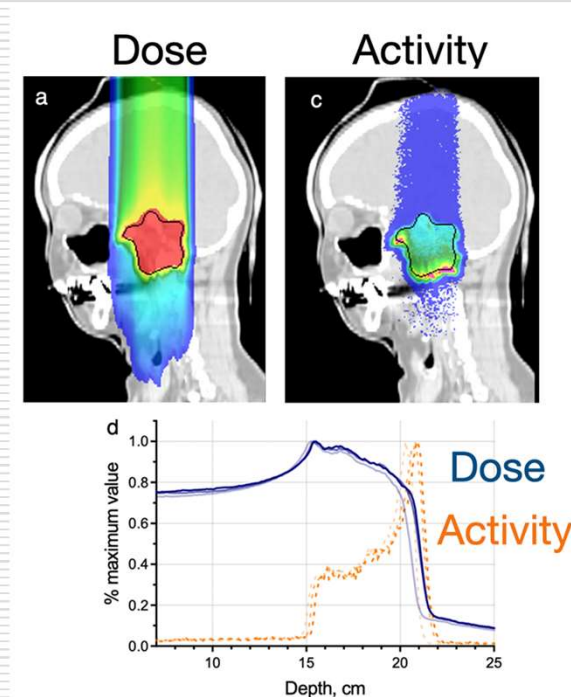 Dose Activity
a c
d
1.0
0.8
0.6
0.4
0.2
0.0
% maximum value
Dose
Activity
10 15 20 25
Depth, cm